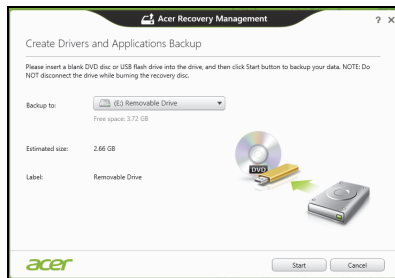 Acer Recovery Management
? X
Create Drivers and Applications Backup
Please insert a blank DVD disc or USB flash drive into the drive, and then click Start button to backup your data. NOTE: Do
NOT disconnect the drive while burning the recovery disc.
Backup to: (E:) Removable Drive
Free space: 3.72 GB
Estimated size: 2.66 GB
DVD
Label: Removable Drive
acer Start Cancel